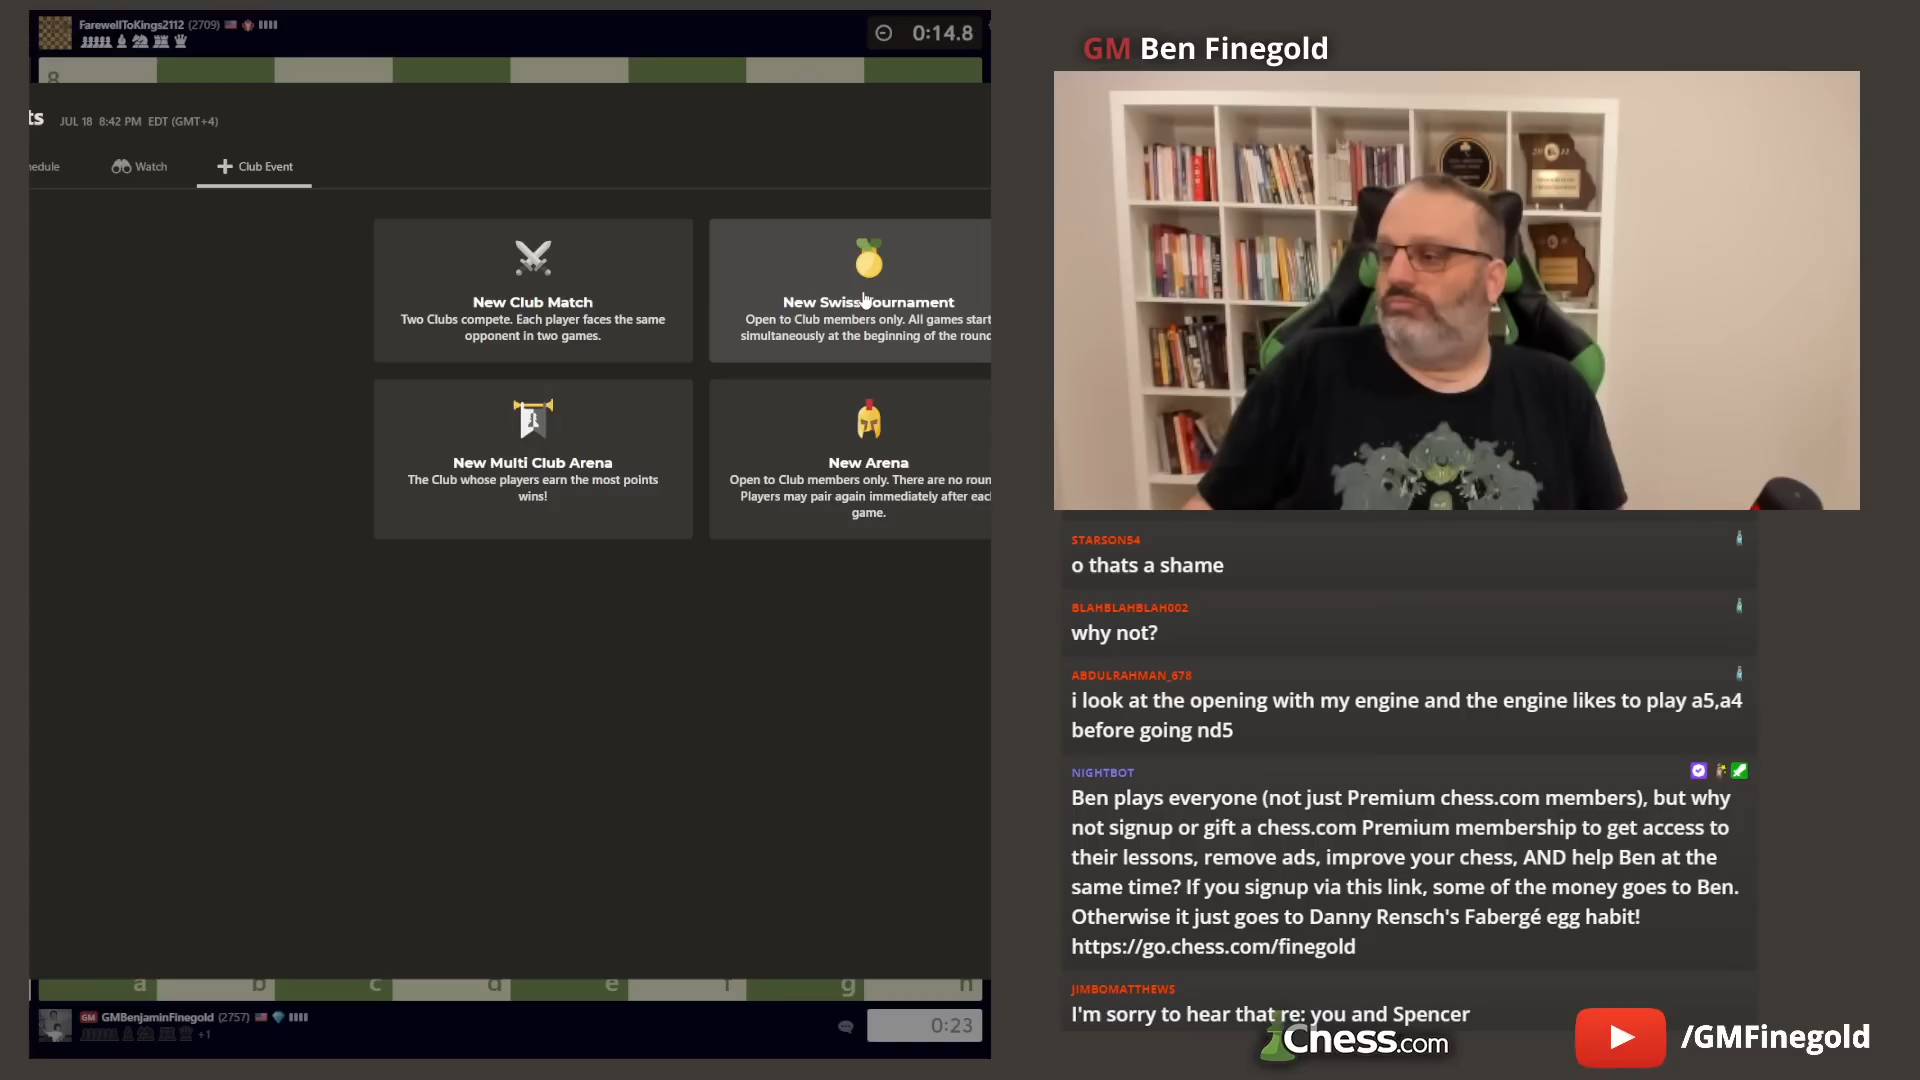 FarewellToKings2112 (2709)
0:14.8
8
ts JUL 18 8:42 PM EDT (GMT+4)
Watch
Club Event
New Club Match
Two Clubs compete. Each player faces the same
opponent in two games.
New Swiss Tournament
Open to Club members only. All games start
simultaneously at the beginning of the round
New Multi Club Arena
The Club whose players earn the most points
wins!
New Arena
Open to Club members only. There are no roun
Players may pair again immediately after eac
game.
a b c d e f g h
GM GMBenjaminFinegold (2757)
+1
0:23
GM Ben Finegold
STARSON54
o thats a shame
BLAHBLAHBLAH002
why not?
ABDULRAHMAN_678
i look at the opening with my engine and the engine likes to play a5,a4
before going nd5
NIGHTBOT
Ben plays everyone (not just Premium chess.com members), but why
not signup or gift a chess.com Premium membership to get access to
their lessons, remove ads, improve your chess, AND help Ben at the
same time? If you signup via this link, some of the money goes to Ben.
Otherwise it just goes to Danny Rensch's Fabergé egg habit!
https://go.chess.com/finegold
JIMBOMATTHEWS
I'm sorry to hear that re: you and Spencer
Chess.com
/GMFinegold